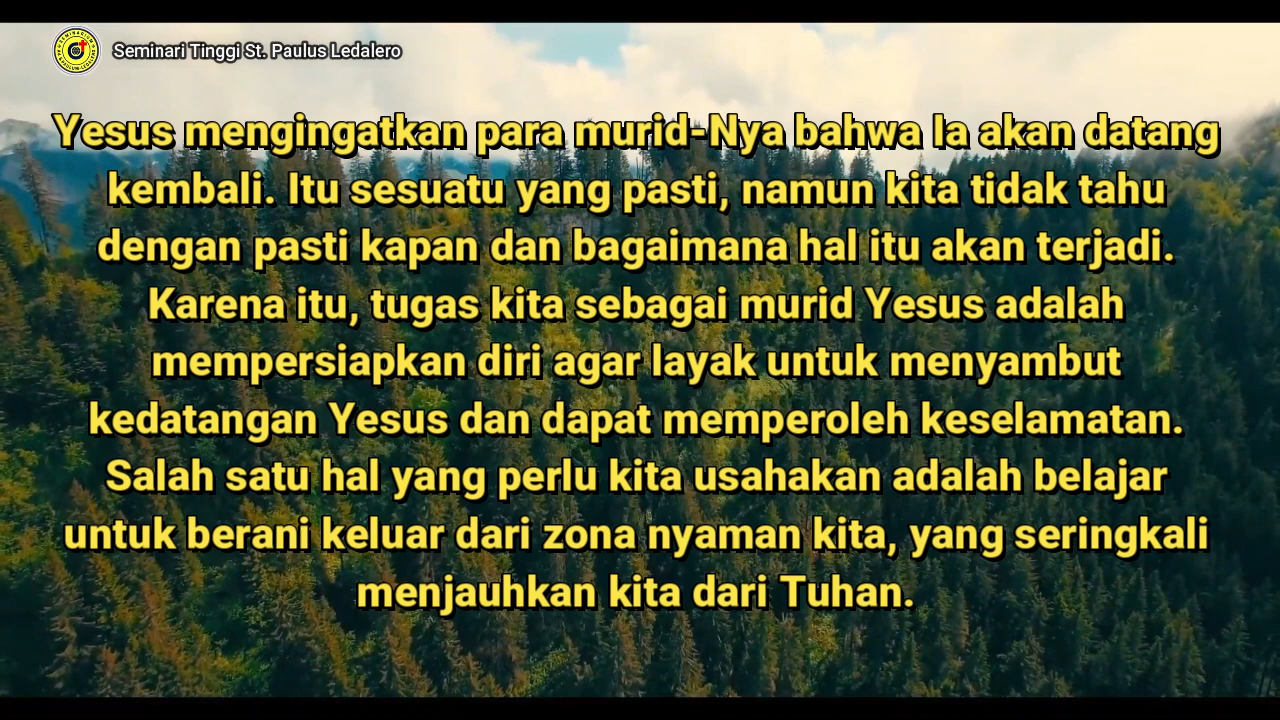 Seminari Tinggi St. Paulus Ledalero
Yesus mengingatkan para murid-Nya bahwa Ia akan datang
kembali. Itu sesuatu yang pasti, namun kita tidak tahu
dengan pasti kapan dan bagaimana hal itu akan terjadi.
Karena itu, tugas kita sebagai murid Yesus adalah
mempersiapkan diri agar layak untuk menyambut
kedatangan Yesus dan dapat memperoleh keselamatan.
Salah satu hal yang perlu kita usahakan adalah belajar
untuk berani keluar dari zona nyaman kita, yang seringkali
menjauhkan kita dari Tuhan.